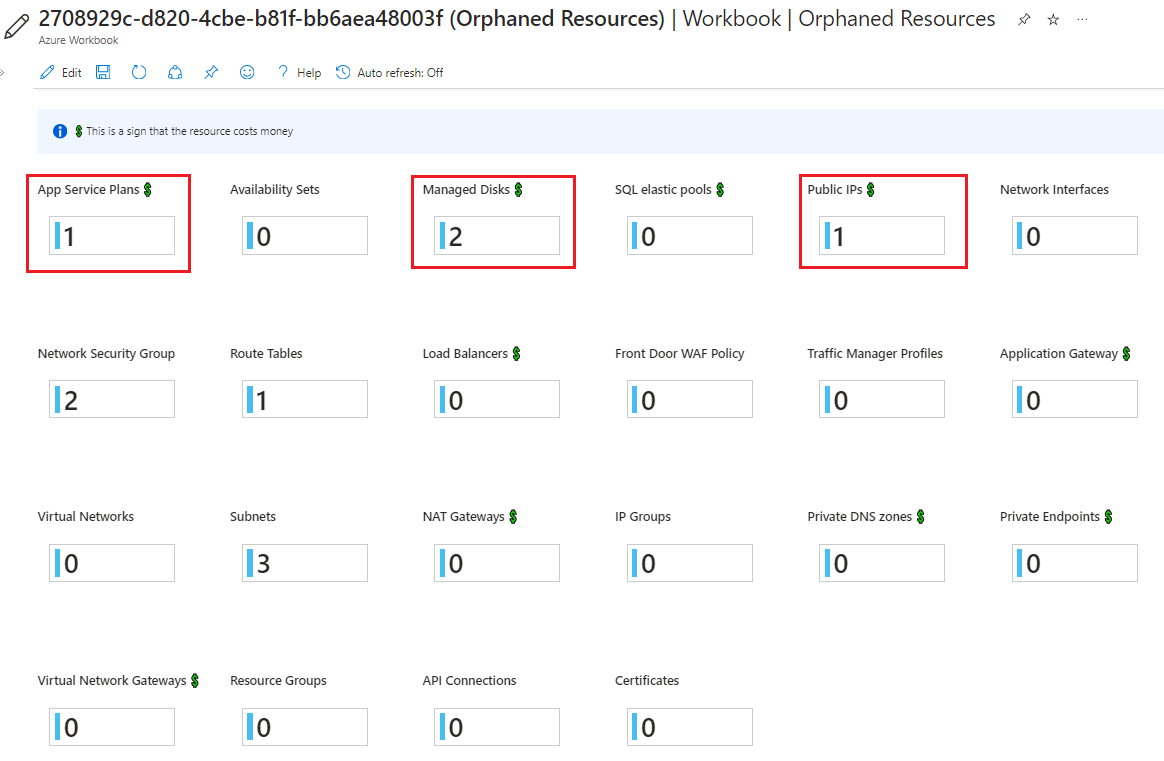 2708929c-d820-4cbe-b81f-bb6aea48003f (Orphaned Resources) | Workbook | Orphaned Resources
Azure Workbook
Edit Help Auto refresh: Off
$ This is a sign that the resource costs money
App Service Plans $ Availability Sets Managed Disks $ SQL elastic pools $ Public IPs $ Network Interfaces
1 0 2 0 1 0
Network Security Group Route Tables Load Balancers $ Front Door WAF Policy Traffic Manager Profiles Application Gateway $
2 1 0 0 0 0
Virtual Networks Subnets NAT Gateways $ IP Groups Private DNS zones $ Private Endpoints $
0 3 0 0 0 0
Virtual Network Gateways $ Resource Groups API Connections Certificates
0 0 0 0